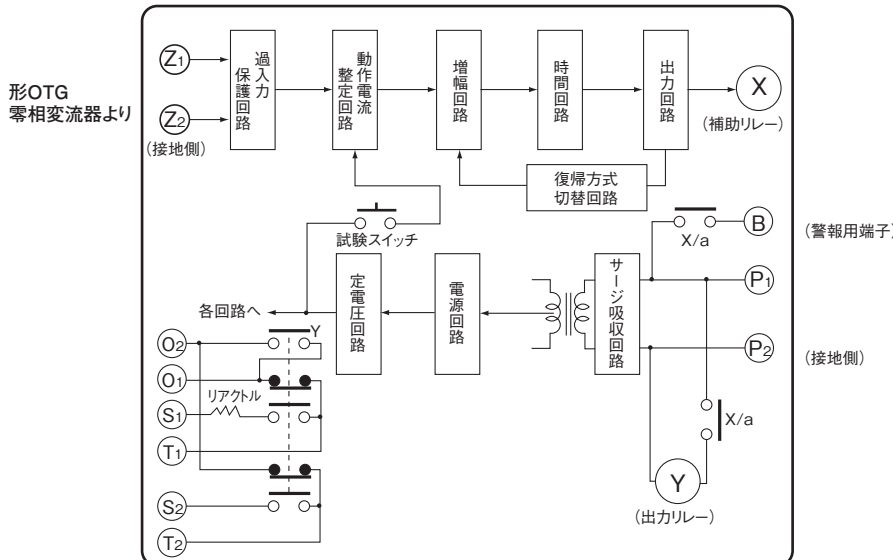 形OTG
零相変流器より
Z1
Z2
(接地側)
過入力
保護回路
動作電流
整定回路
増幅回路
時間回路
出力回路
X
(補助リレー)
復帰方式
切替回路
試験スイッチ
X/a
B
(警報用端子)
P1
P2
(接地側)
各回路へ
定電圧回路
電源回路
サージ吸収回路
O2
Y
O1
リアクトル
S1
T1
S2
T2
X/a
Y
(出力リレー)